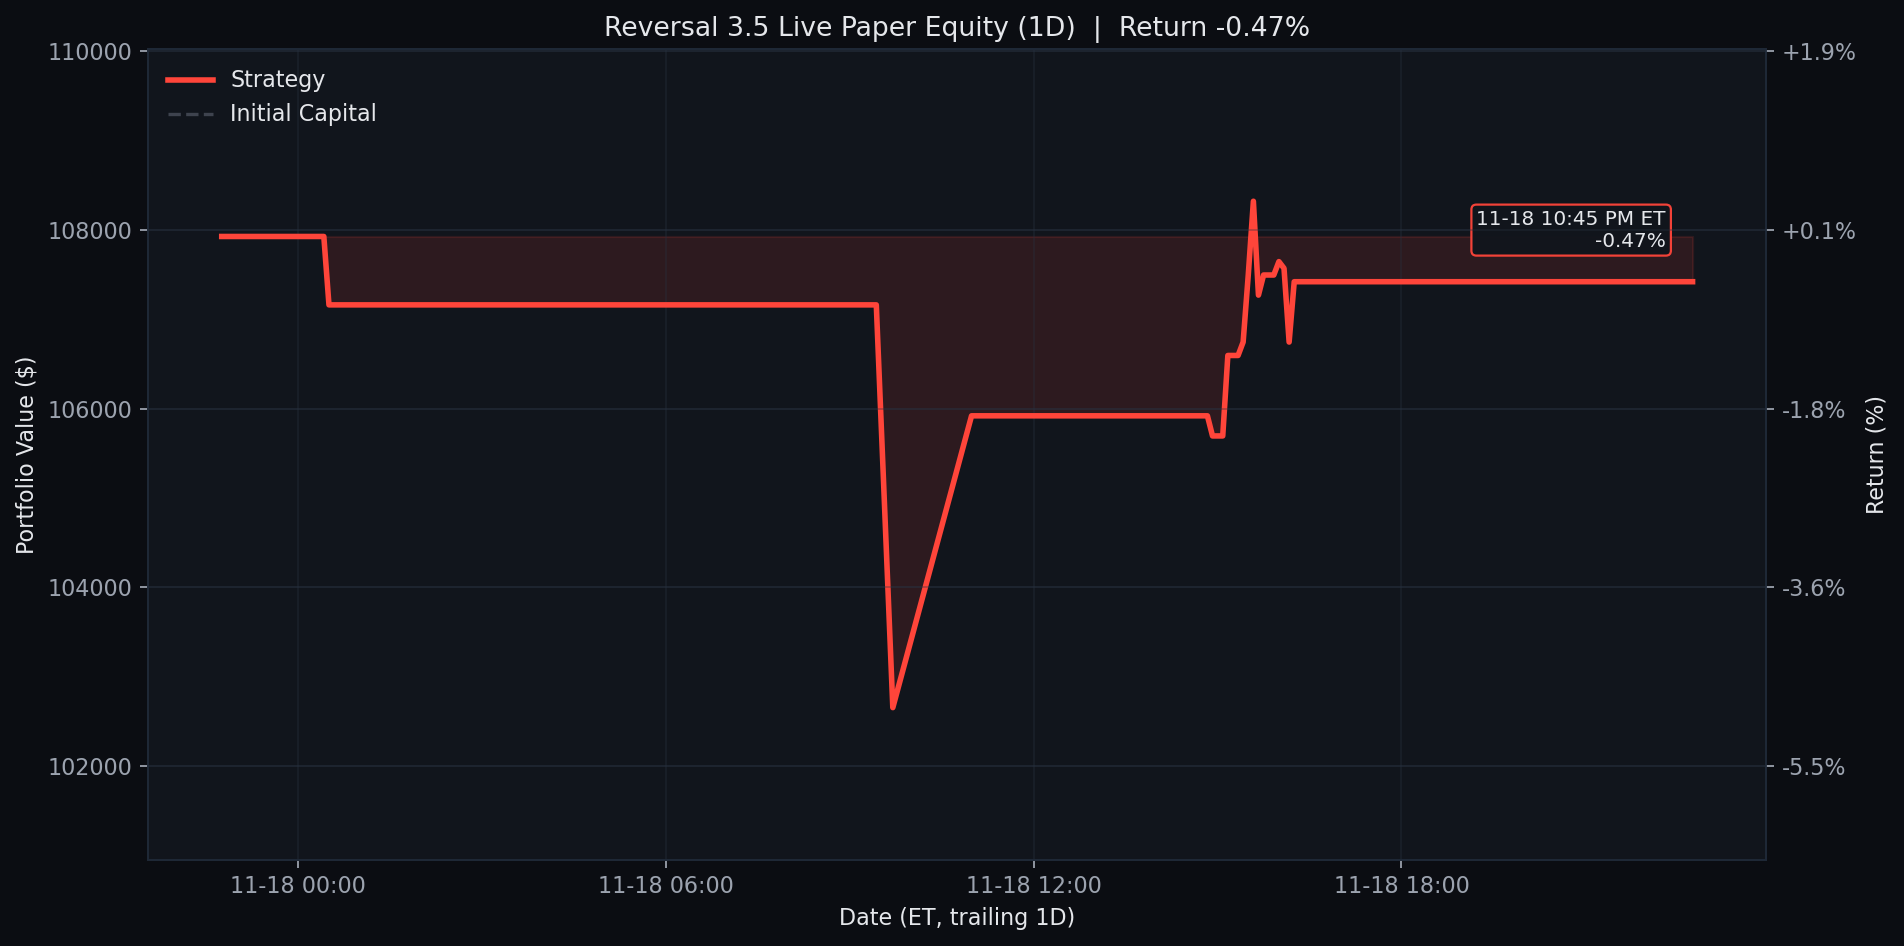 Reversal 3.5 Live Paper Equity (1D)  |  Return -0.47%
110000
108000
106000
104000
102000
Portfolio Value ($)
Strategy
Initial Capital
11-18 10:45 PM ET
-0.47%
+1.9%
+0.1%
-1.8%
-3.6%
-5.5%
Return (%)
11-18 00:00
11-18 06:00
11-18 12:00
11-18 18:00
Date (ET, trailing 1D)